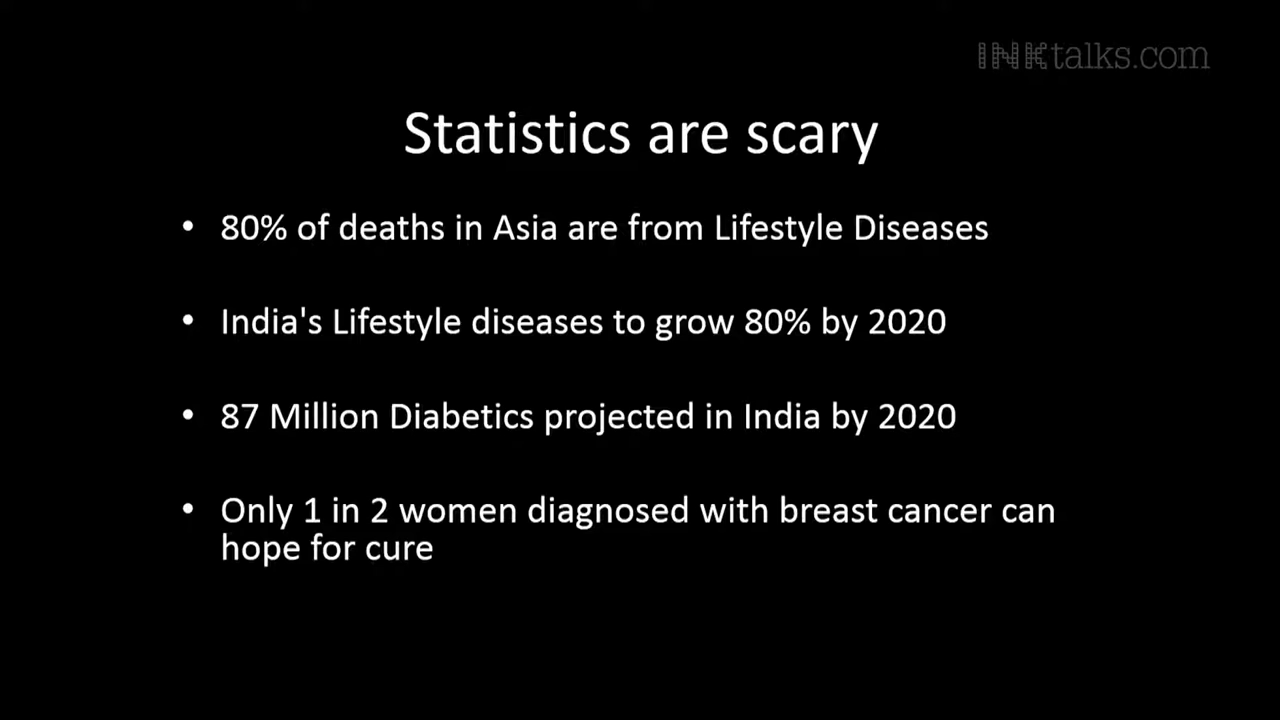 INKtalks.com
Statistics are scary
• 80% of deaths in Asia are from Lifestyle Diseases
• India's Lifestyle diseases to grow 80% by 2020
• 87 Million Diabetics projected in India by 2020
• Only 1 in 2 women diagnosed with breast cancer can
hope for cure